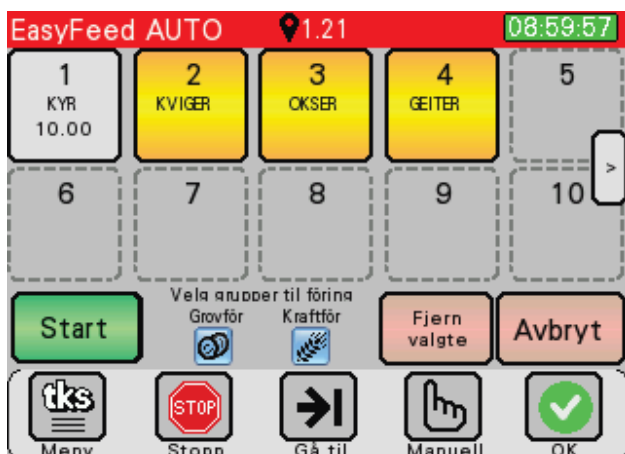 EasyFeed AUTO 1.21 08:59:57
1 2 3 4 5
KYR KVIGER OKSER GEITER
10.00
>
6 7 8 9 10
Velg grupper til fôring
Start Grovfôr Kraftfôr Fjern valgte Avbryt
tks STOP
Meny Stopp Gå til Manuell OK